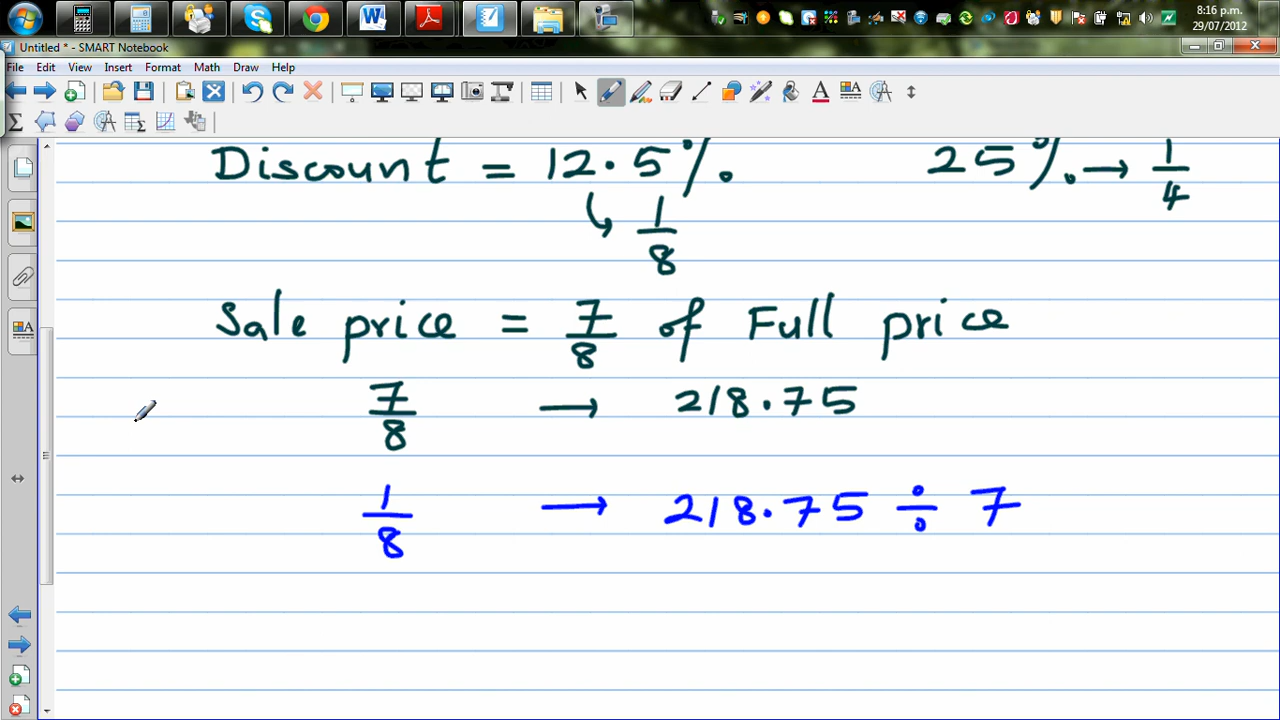 8:16 p.m.
29/07/2012
Untitled * - SMART Notebook
File Edit View Insert Format Math Draw Help
Discount = 12.5%. 25%. → 1/4
↳ 1/8
Sale price = 7/8 of Full price
7/8 → 218.75
1/8 → 218.75 ÷ 7